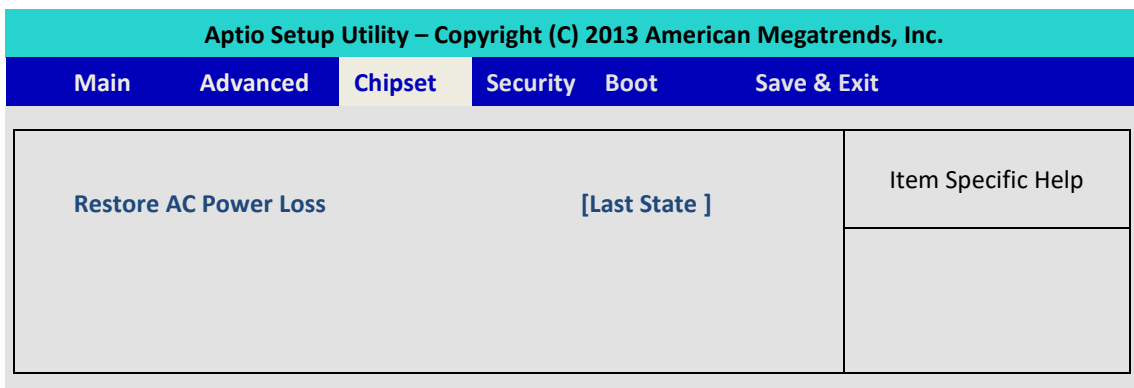 Aptio Setup Utility – Copyright (C) 2013 American Megatrends, Inc.
Main Advanced Chipset Security Boot Save & Exit
Item Specific Help
Restore AC Power Loss [Last State ]